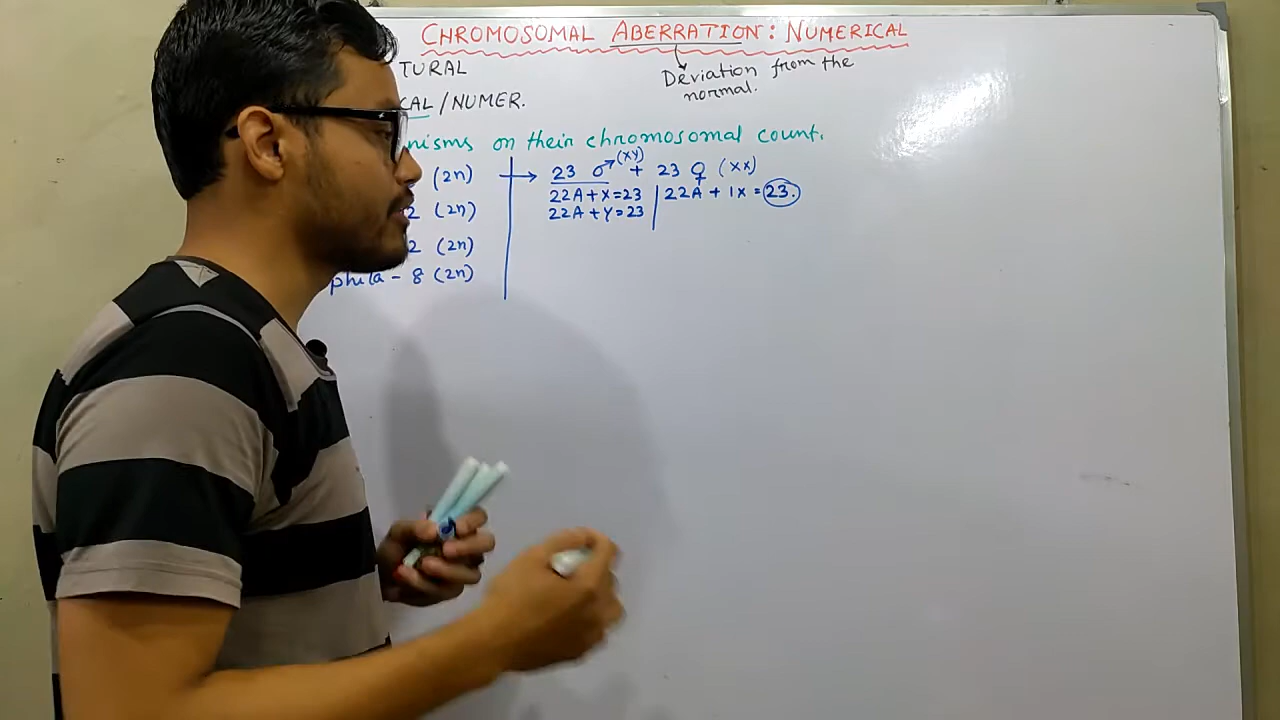 CHROMOSOMAL ABERRATION: NUMERICAL
TURAL
Deviation from the
normal.
CAL/NUMER.
nisms on their chromosomal count.
(2n) → 23 ♂ (XY) + 23 ♀ (XX)
22A+X=23 | 22A + 1X = 23.
22A+Y=23
2 (2n)
2 (2n)
phila - 8 (2n)